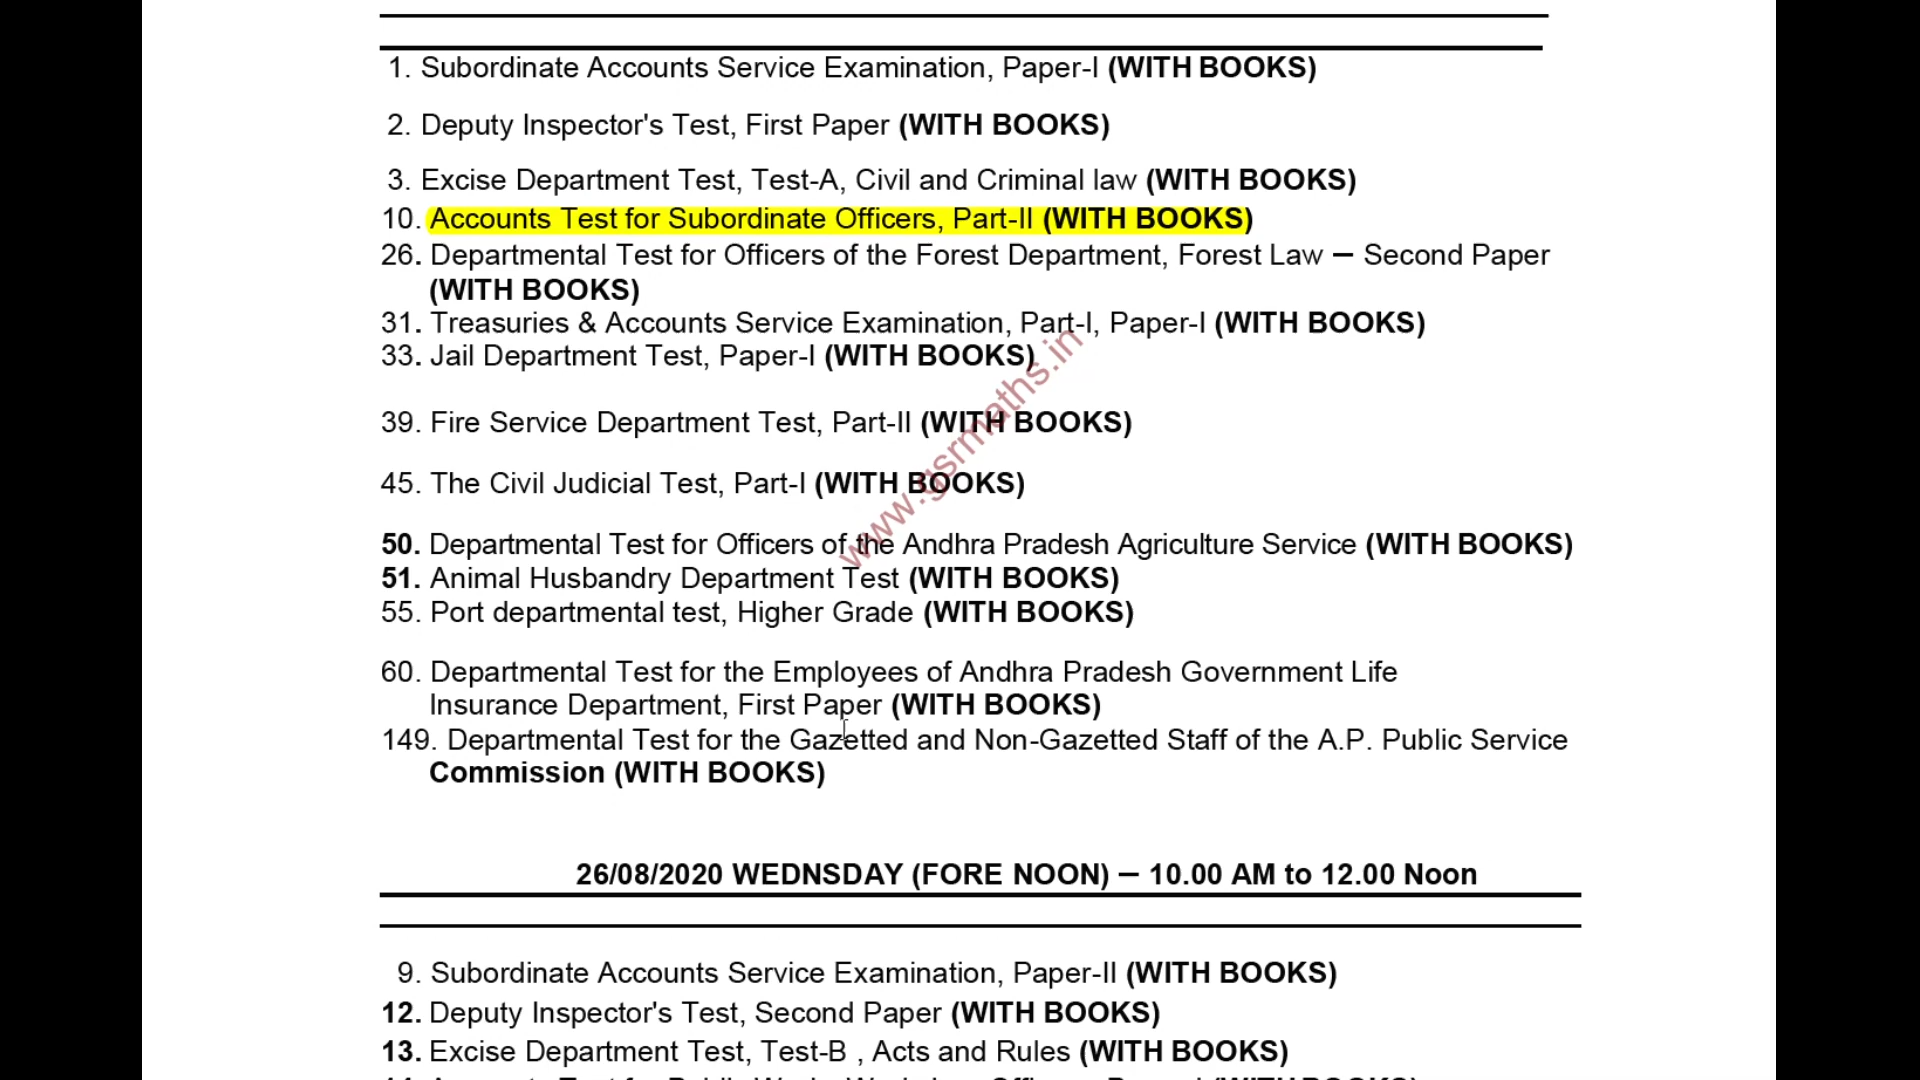 1. Subordinate Accounts Service Examination, Paper-I (WITH BOOKS)
2. Deputy Inspector's Test, First Paper (WITH BOOKS)
3. Excise Department Test, Test-A, Civil and Criminal law (WITH BOOKS)
10. Accounts Test for Subordinate Officers, Part-II (WITH BOOKS)
26. Departmental Test for Officers of the Forest Department, Forest Law – Second Paper
(WITH BOOKS)
31. Treasuries & Accounts Service Examination, Part-I, Paper-I (WITH BOOKS)
33. Jail Department Test, Paper-I (WITH BOOKS)
39. Fire Service Department Test, Part-II (WITH BOOKS)
45. The Civil Judicial Test, Part-I (WITH BOOKS)
www.gsrmaths.in
50. Departmental Test for Officers of the Andhra Pradesh Agriculture Service (WITH BOOKS)
51. Animal Husbandry Department Test (WITH BOOKS)
55. Port departmental test, Higher Grade (WITH BOOKS)
60. Departmental Test for the Employees of Andhra Pradesh Government Life
Insurance Department, First Paper (WITH BOOKS)
149. Departmental Test for the Gazetted and Non-Gazetted Staff of the A.P. Public Service
Commission (WITH BOOKS)
26/08/2020 WEDNSDAY (FORE NOON) – 10.00 AM to 12.00 Noon
9. Subordinate Accounts Service Examination, Paper-II (WITH BOOKS)
12. Deputy Inspector's Test, Second Paper (WITH BOOKS)
13. Excise Department Test, Test-B , Acts and Rules (WITH BOOKS)